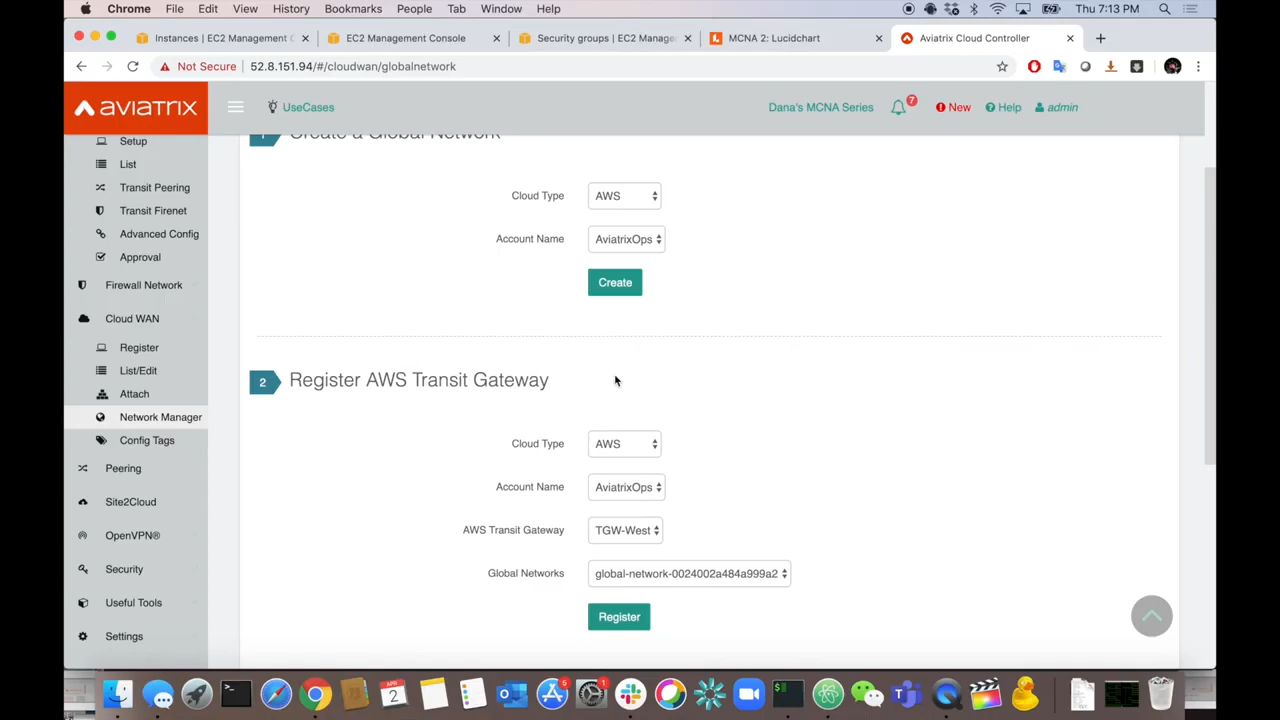 Chrome File Edit View History Bookmarks People Tab Window Help Thu 7:13 PM
Instances | EC2 Management C
EC2 Management Console
Security groups | EC2 Manage
MCNA 2: Lucidchart
Aviatrix Cloud Controller
Not Secure 52.8.151.94/#/cloudwan/globalnetwork
aviatrix
UseCases
Dana's MCNA Series
7
New
Help
admin
Setup
List
Transit Peering
Transit Firenet
Advanced Config
Approval
Firewall Network
Cloud WAN
Register
List/Edit
Attach
Network Manager
Config Tags
Peering
Site2Cloud
OpenVPN®
Security
Useful Tools
Settings
1 Create a Global Network
Cloud Type AWS
Account Name AviatrixOps
Create
2 Register AWS Transit Gateway
Cloud Type AWS
Account Name AviatrixOps
AWS Transit Gateway TGW-West
Global Networks global-network-0024002a484a999a2
Register
APR
2
5
1